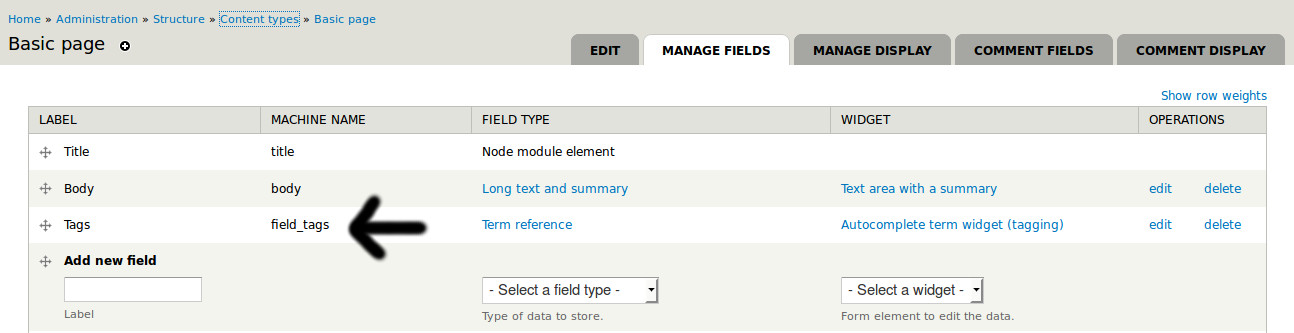 Home » Administration » Structure » Content types » Basic page
Basic page
EDIT MANAGE FIELDS MANAGE DISPLAY COMMENT FIELDS COMMENT DISPLAY
Show row weights
LABEL MACHINE NAME FIELD TYPE WIDGET OPERATIONS
Title title Node module element
Body body Long text and summary Text area with a summary edit delete
Tags field_tags Term reference Autocomplete term widget (tagging) edit delete
Add new field
- Select a field type - - Select a widget -
Label Type of data to store. Form element to edit the data.